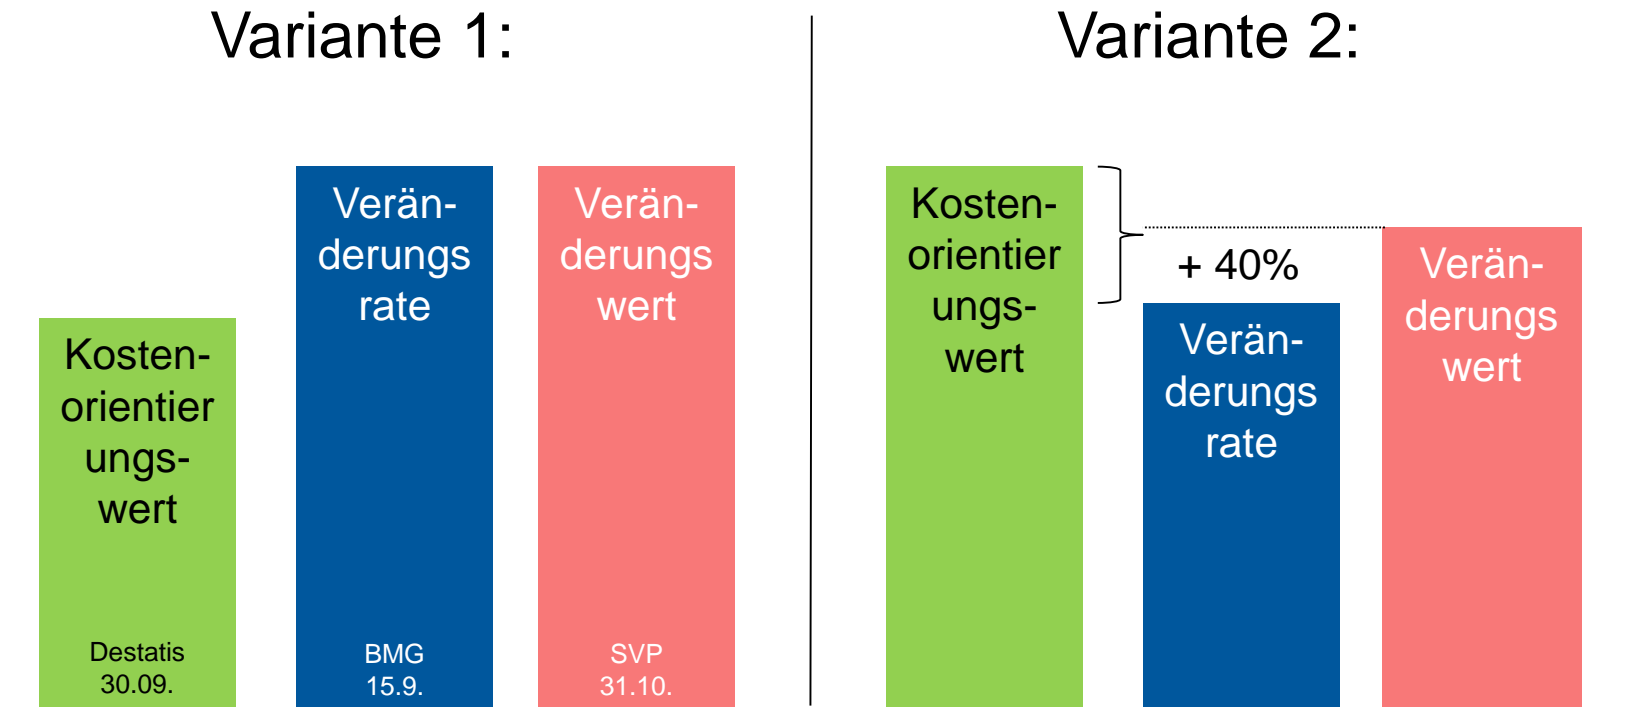 Variante 1:
Kosten-
orientier
ungs-
wert
Destatis
30.09.
Verän-
derungs
rate
BMG
15.9.
Verän-
derungs
wert
SVP
31.10.
Variante 2:
Kosten-
orientier
ungs-
wert
+ 40%
Verän-
derungs
rate
Verän-
derungs
wert